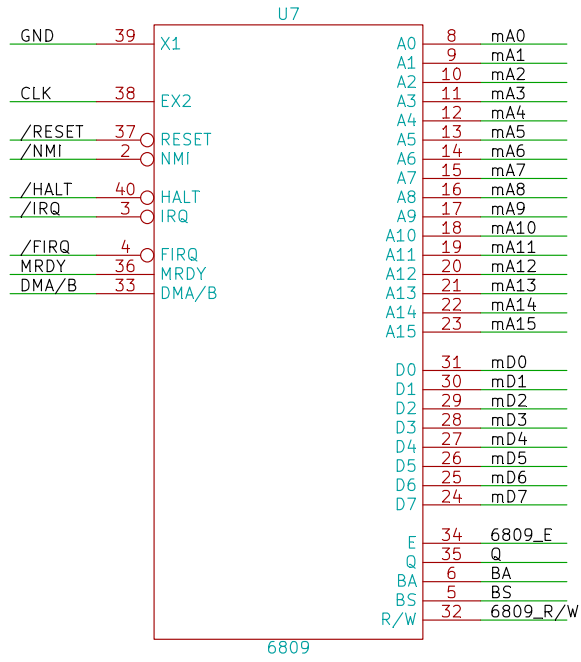 U7
GND 39 X1 A0 8 mA0
A1 9 mA1
A2 10 mA2
CLK 38 EX2 A3 11 mA3
A4 12 mA4
/RESET 37 RESET A5 13 mA5
/NMI 2 NMI A6 14 mA6
A7 15 mA7
/HALT 40 HALT A8 16 mA8
/IRQ 3 IRQ A9 17 mA9
A10 18 mA10
/FIRQ 4 FIRQ A11 19 mA11
MRDY 36 MRDY A12 20 mA12
DMA/B 33 DMA/B A13 21 mA13
A14 22 mA14
A15 23 mA15
D0 31 mD0
D1 30 mD1
D2 29 mD2
D3 28 mD3
D4 27 mD4
D5 26 mD5
D6 25 mD6
D7 24 mD7
E 34 6809_E
Q 35 Q
BA 6 BA
BS 5 BS
R/W 32 6809_R/W
6809